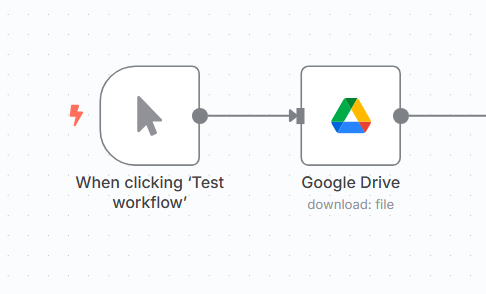 When clicking ‘Test
workflow’
Google Drive
download: file